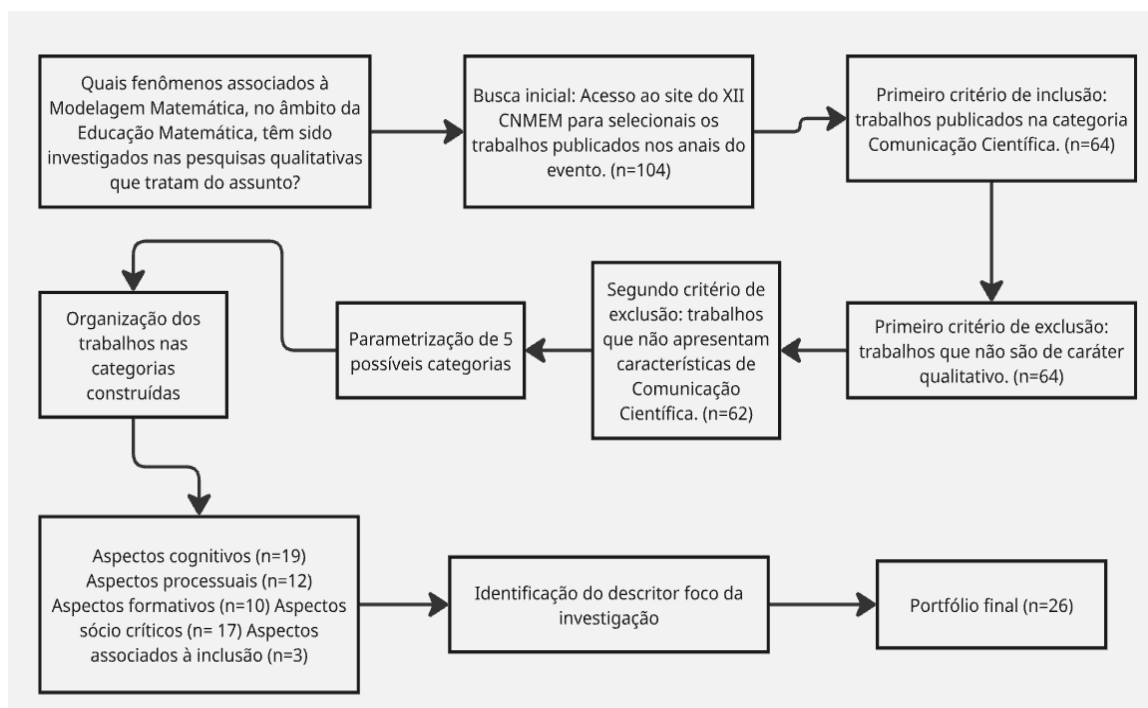 Quais fenômenos associados à
Modelagem Matemática, no âmbito da
Educação Matemática, têm sido
investigados nas pesquisas qualitativas
que tratam do assunto?
Busca inicial: Acesso ao site do XII
CNMEM para selecionais os
trabalhos publicados nos anais do
evento. (n=104)
Primeiro critério de inclusão:
trabalhos publicados na categoria
Comunicação Científica. (n=64)
Primeiro critério de exclusão:
trabalhos que não são de caráter
qualitativo. (n=64)
Segundo critério de
exclusão: trabalhos
que não apresentam
características de
Comunicação
Científica. (n=62)
Parametrização de 5
possíveis categorias
Organização dos
trabalhos nas
categorias
construídas
Aspectos cognitivos (n=19)
Aspectos processuais (n=12)
Aspectos formativos (n=10) Aspectos
sócio críticos (n= 17) Aspectos
associados à inclusão (n=3)
Identificação do descritor foco da
investigação
Portfólio final (n=26)